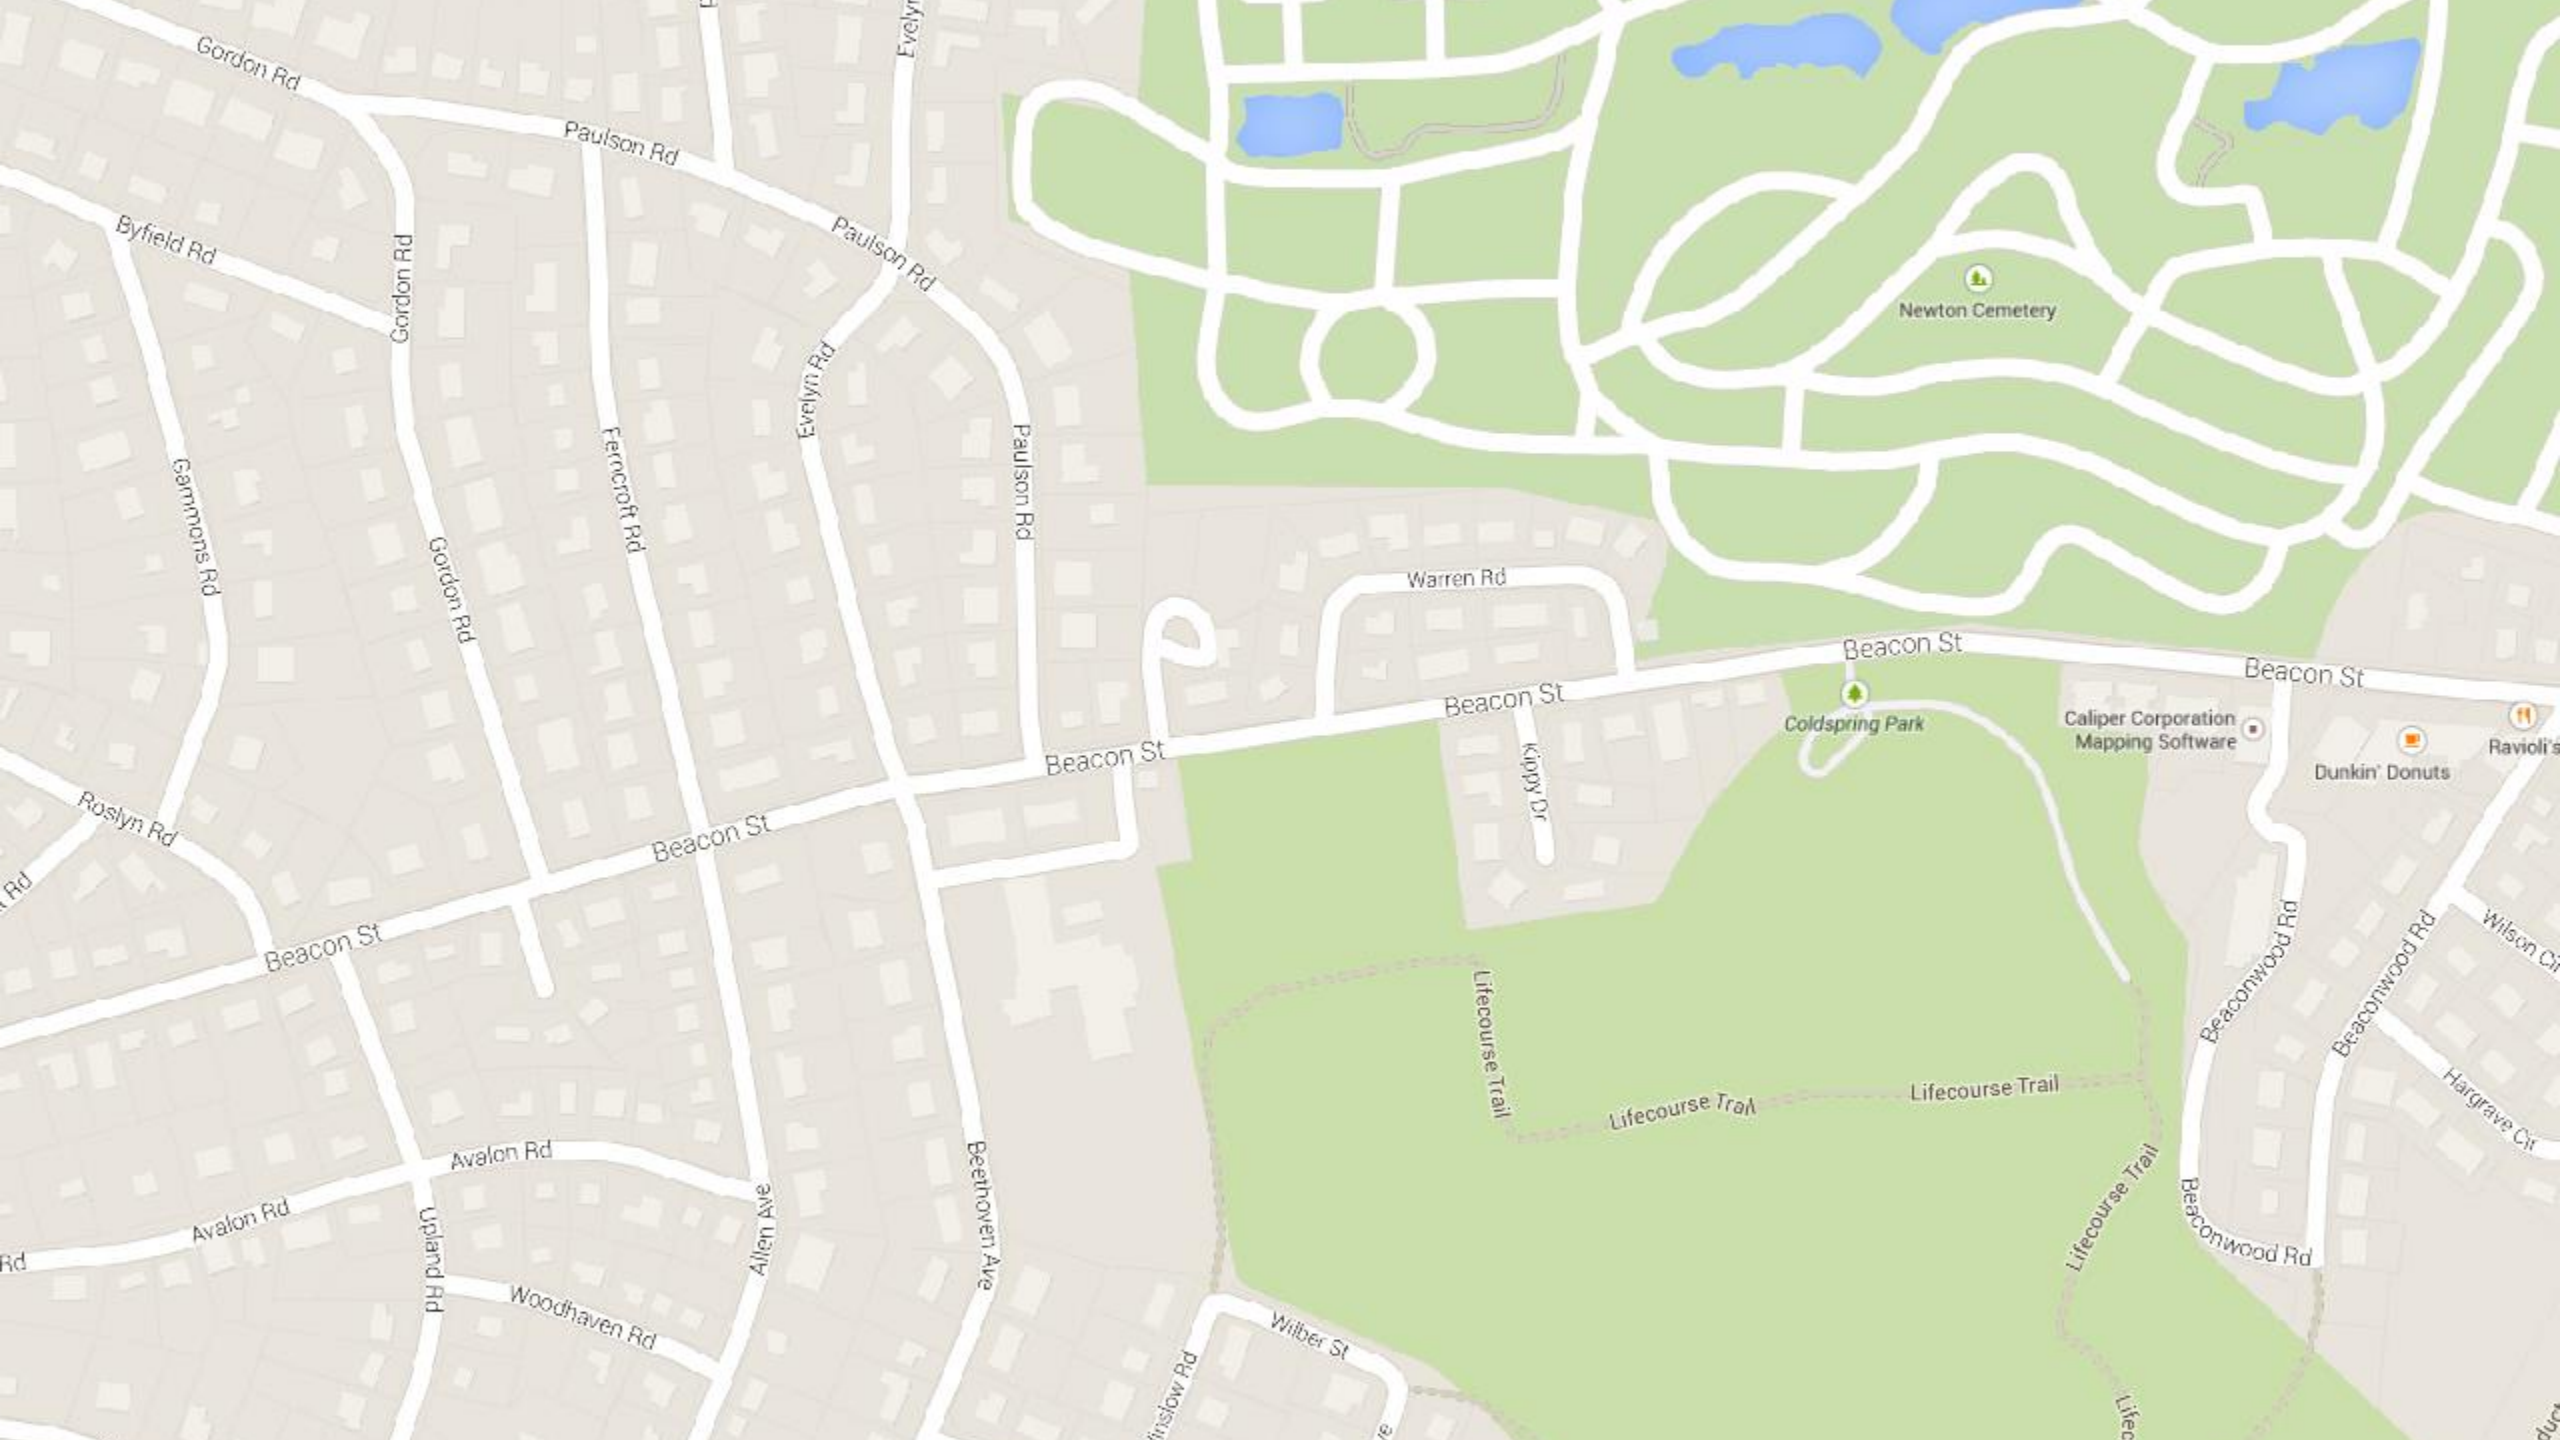 Gordon Rd
Evelyn
Paulson Rd
Byfield Rd
Gordon Rd
Paulson Rd
Newton Cemetery
Evelyn Rd
Gammons Rd
Ferncroft Rd
Paulson Rd
Gordon Rd
Warren Rd
Beacon St
Beacon St
Beacon St
Beacon St
Coldspring Park
Caliper Corporation
Mapping Software
Ravioli's
Dunkin' Donuts
Kippy Dr
Roslyn Rd
Beacon St
Rd
Beacon St
Wilson Cir
Beaconwood Rd
Beaconwood Rd
Lifecourse Trail
Lifecourse Trail
Lifecourse Trail
Hargrave Cir
Avalon Rd
Avalon Rd
Allen Ave
Beethoven Ave
Lifecourse Trail
Beaconwood Rd
Rd
Upland Rd
Woodhaven Rd
Wilber St
inslow Rd
Lifec